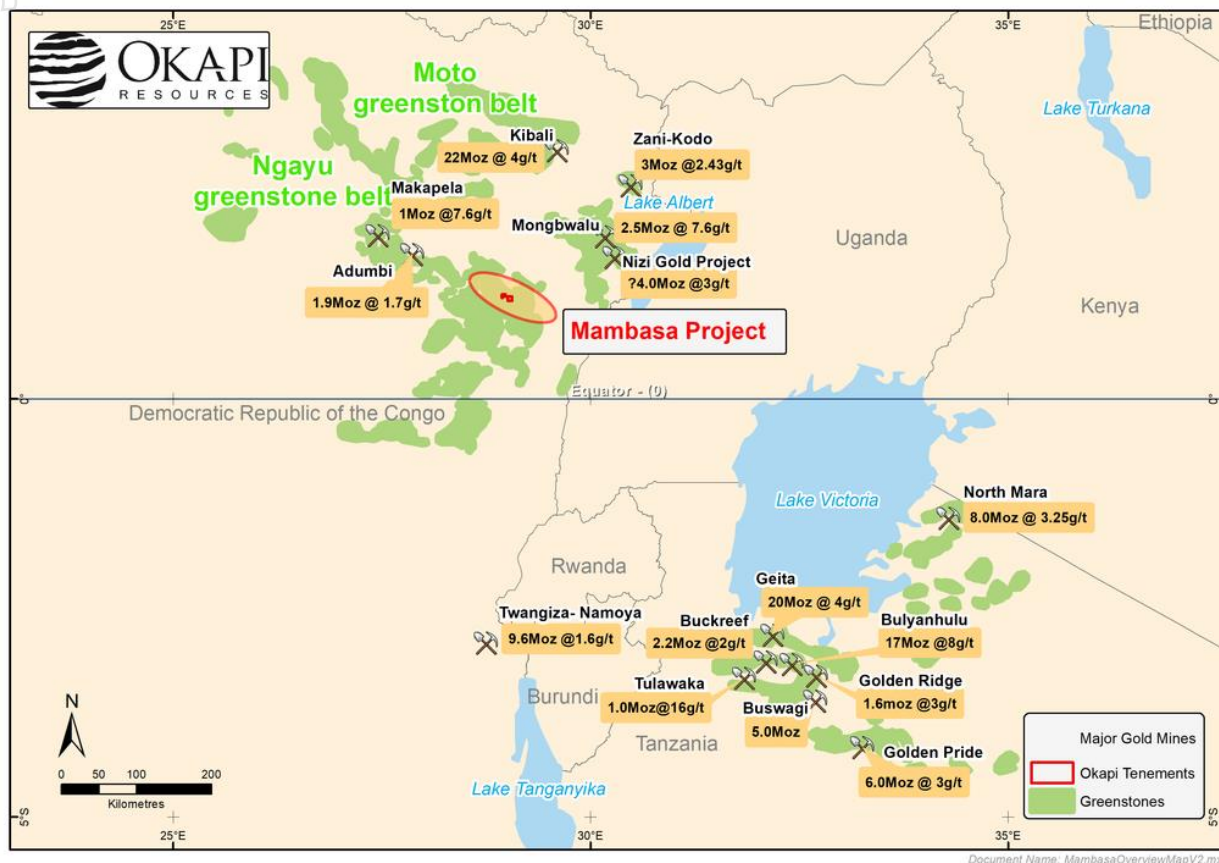 25°E
30°E
35°E
Ethiopia
OKAPI
RESOURCES
Moto
greenston belt
Lake Turkana
Kibali
22Moz @ 4g/t
Zani-Kodo
3Moz @2.43g/t
Ngayu
greenstone belt
Makapela
1Moz @7.6g/t
Lake Albert
Mongbwalu
2.5Moz @ 7.6g/t
Uganda
Nizi Gold Project
?4.0Moz @3g/t
Adumbi
1.9Moz @ 1.7g/t
Kenya
Mambasa Project
Equator - (0)
0°
0°
Democratic Republic of the Congo
Lake Victoria
North Mara
8.0Moz @ 3.25g/t
Rwanda
Geita
20Moz @ 4g/t
Twangiza- Namoya
9.6Moz @1.6g/t
Buckreef
2.2Moz @2g/t
Bulyanhulu
17Moz @8g/t
Tulawaka
1.0Moz@16g/t
Golden Ridge
1.6moz @3g/t
Burundi
Buswagi
5.0Moz
Tanzania
Golden Pride
6.0Moz @ 3g/t
N
0 50 100 200
Kilometres
Lake Tanganyika
Major Gold Mines
Okapi Tenements
Greenstones
5°S
5°S
25°E
30°E
35°E
Document Name: MambasaOverviewMapV2.m